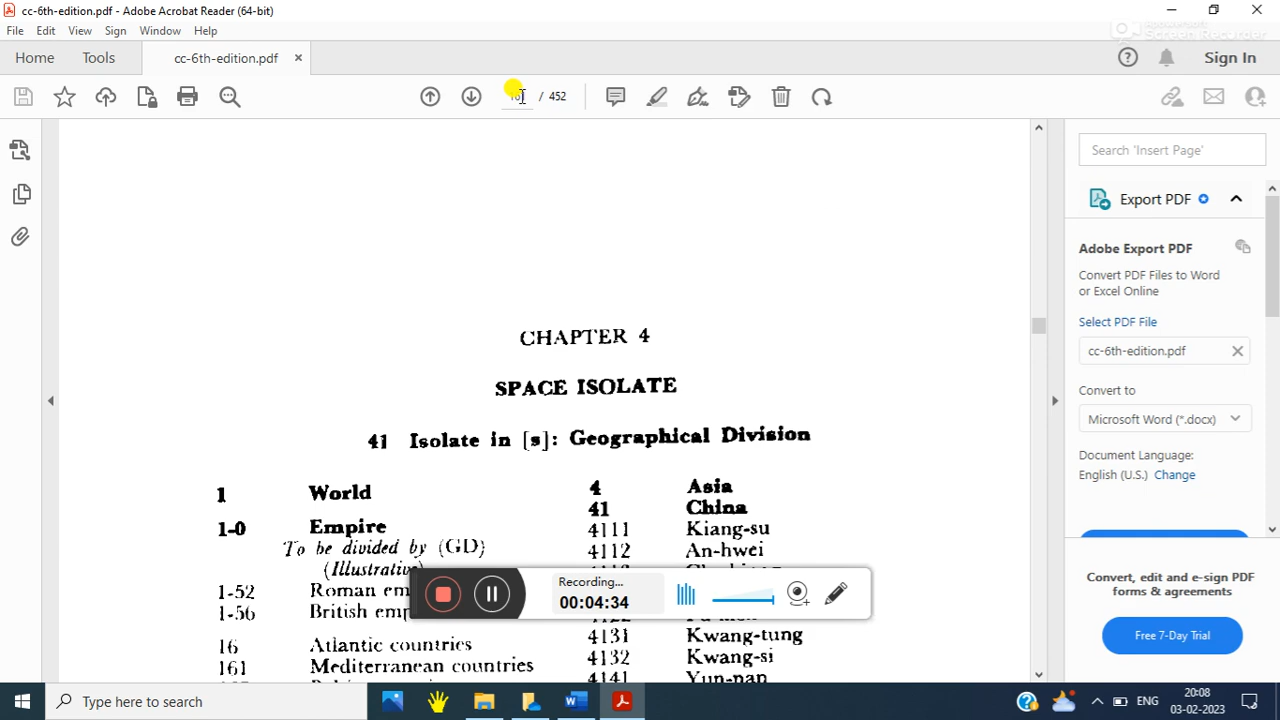 cc-6th-edition.pdf - Adobe Acrobat Reader (64-bit)
File Edit View Sign Window Help
Home Tools cc-6th-edition.pdf × Sign In
/ 452
Search 'Insert Page'
Export PDF
Adobe Export PDF
Convert PDF Files to Word
or Excel Online
Select PDF File
cc-6th-edition.pdf
Convert to
Microsoft Word (*.docx)
Document Language:
English (U.S.) Change
Convert, edit and e-sign PDF
forms & agreements
Free 7-Day Trial
CHAPTER 4
SPACE ISOLATE
41 Isolate in [s]: Geographical Division
1 World
1-0 Empire
To be divided by (GD)
(Illustrative)
1-52 Roman em
1-56 British emp
16 Atlantic countries
161 Mediterranean countries
4 Asia
41 China
4111 Kiang-su
4112 An-hwei
4131 Kwang-tung
4132 Kwang-si
4141 Yun-nan
Recording...
00:04:34
Type here to search
ENG
20:08
03-02-2023